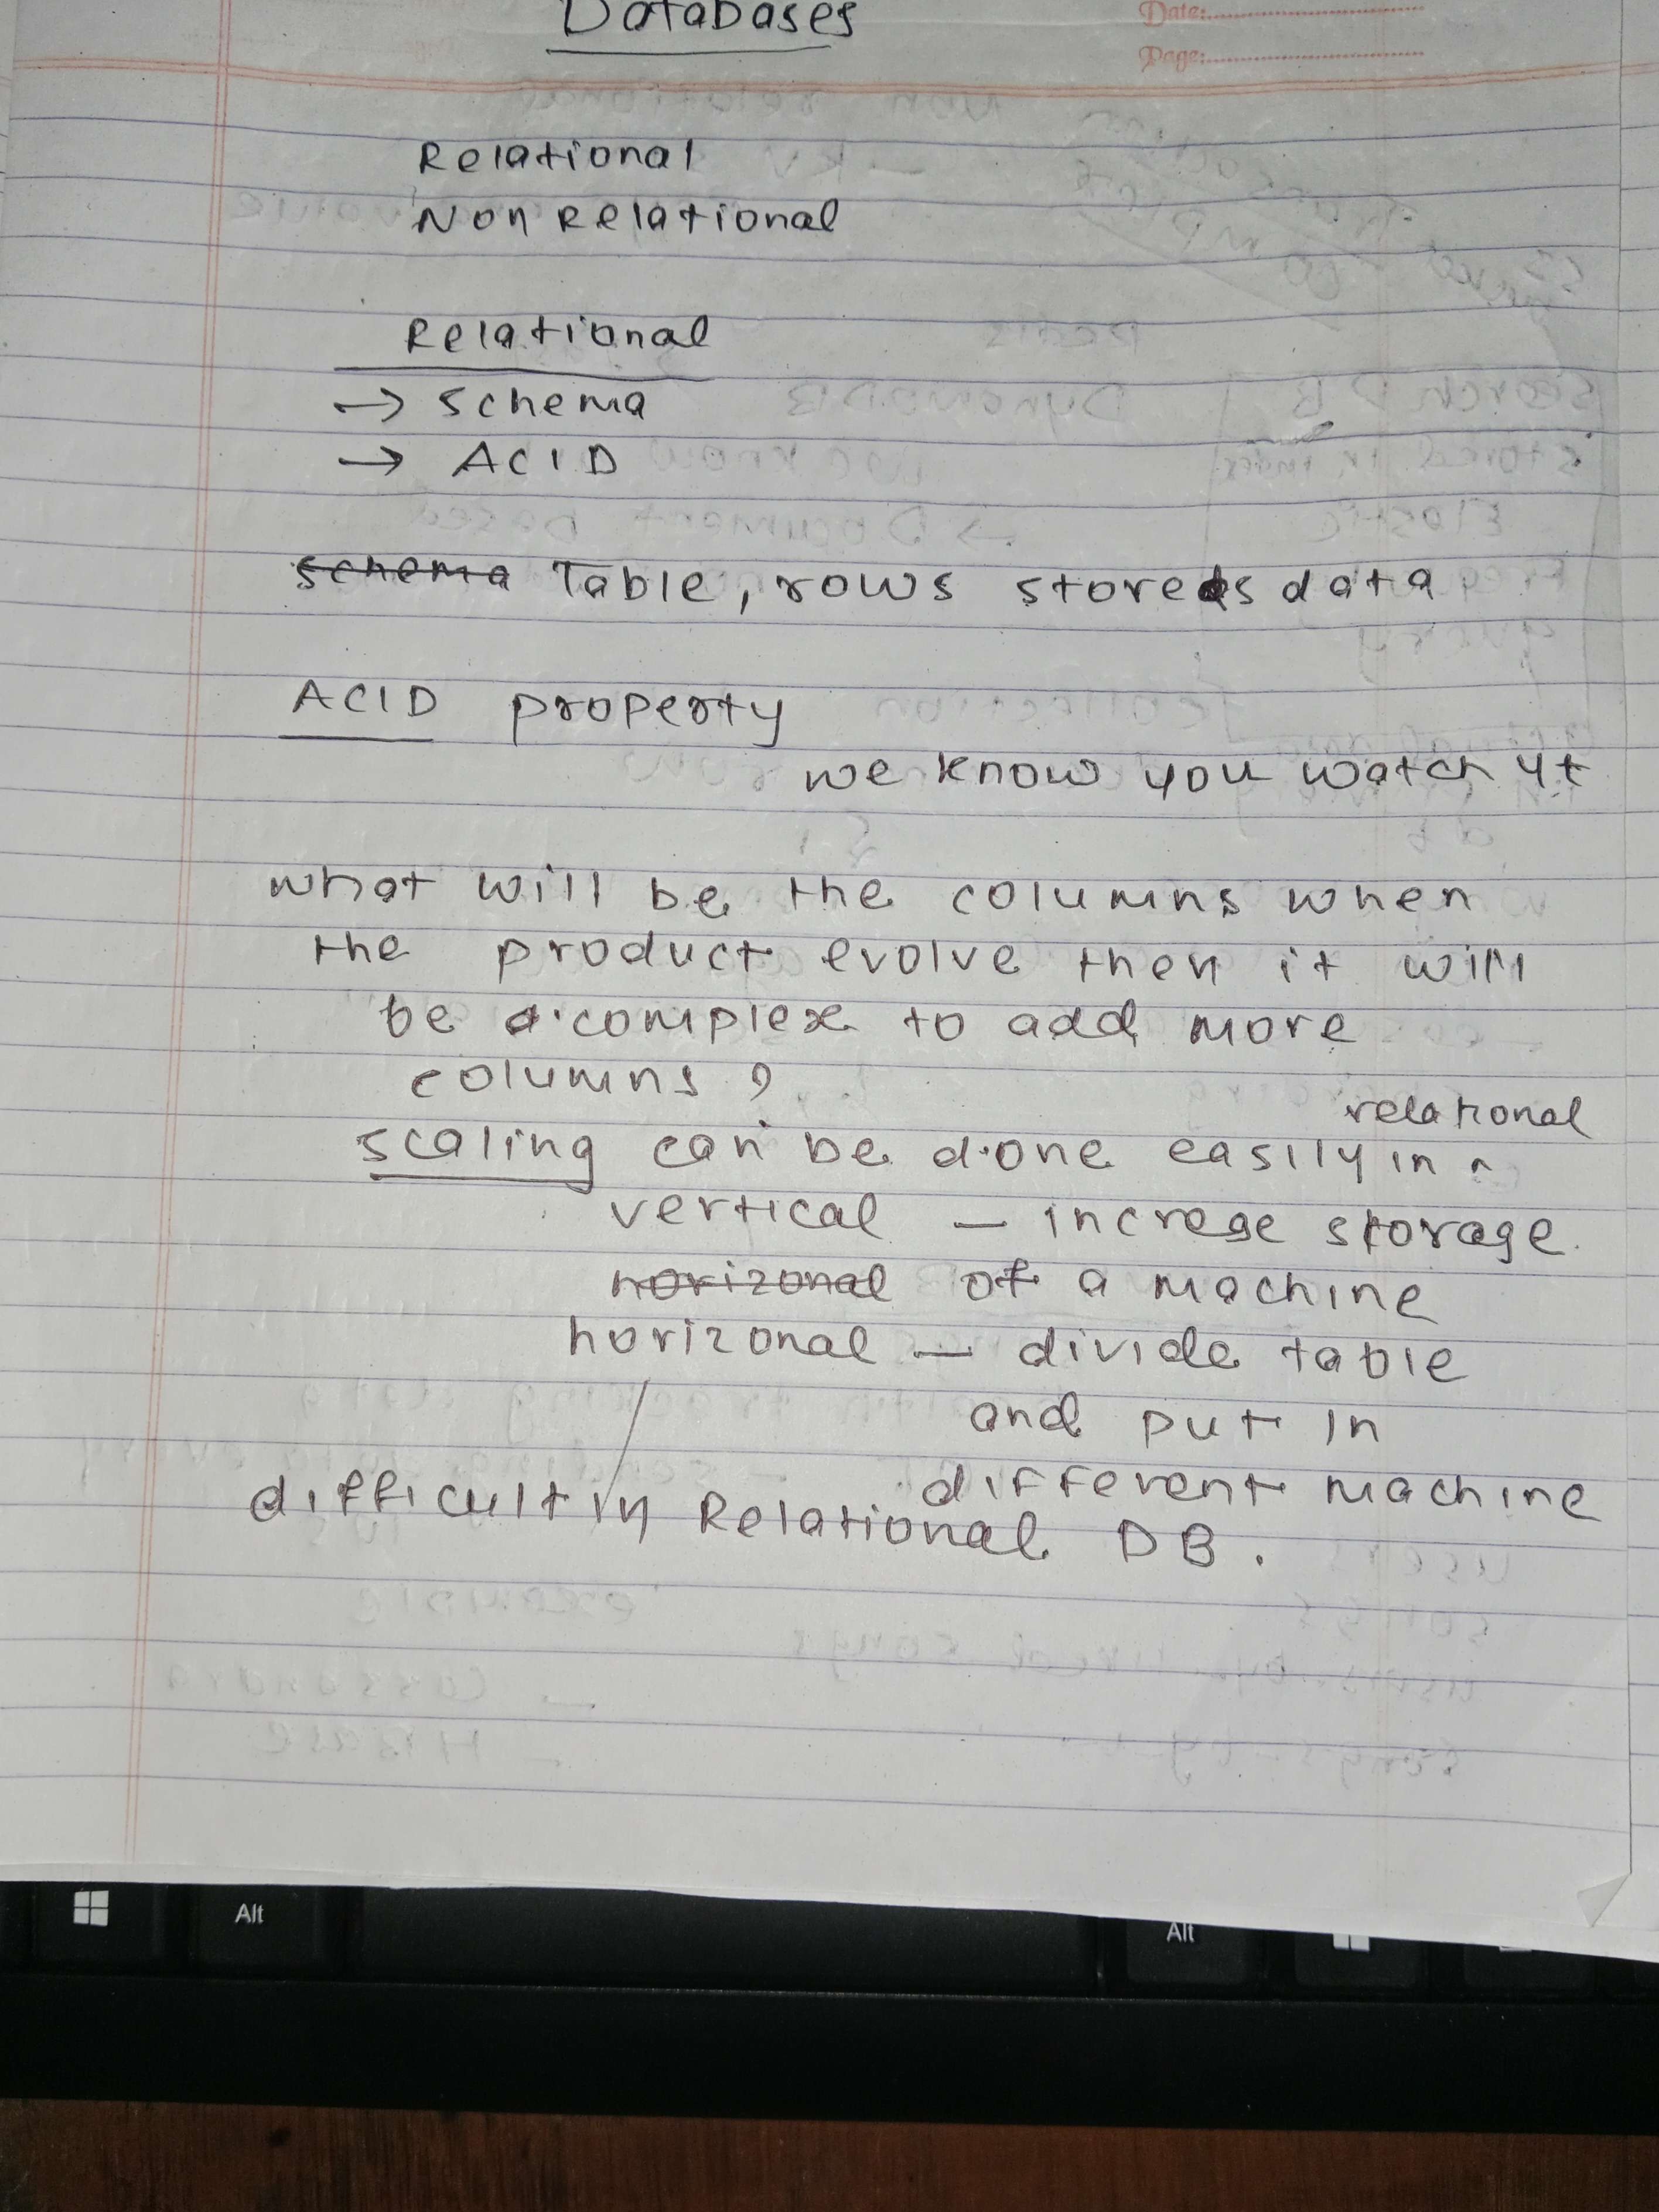 Databases
Date:
Page:
Relational
Non Relational
Relational
→ Schema
→ ACID
schema Table, rows stores data
ACID property
we know you watch yt
what will be the columns when
the product evolve then it will
be a complex to add more
columns ?
relational
scaling can be done easily in
vertical — increse storage
horizonal of a machine
horizonal — divide table
and put in
different machine
difficult in Relational DB.
Alt
Alt